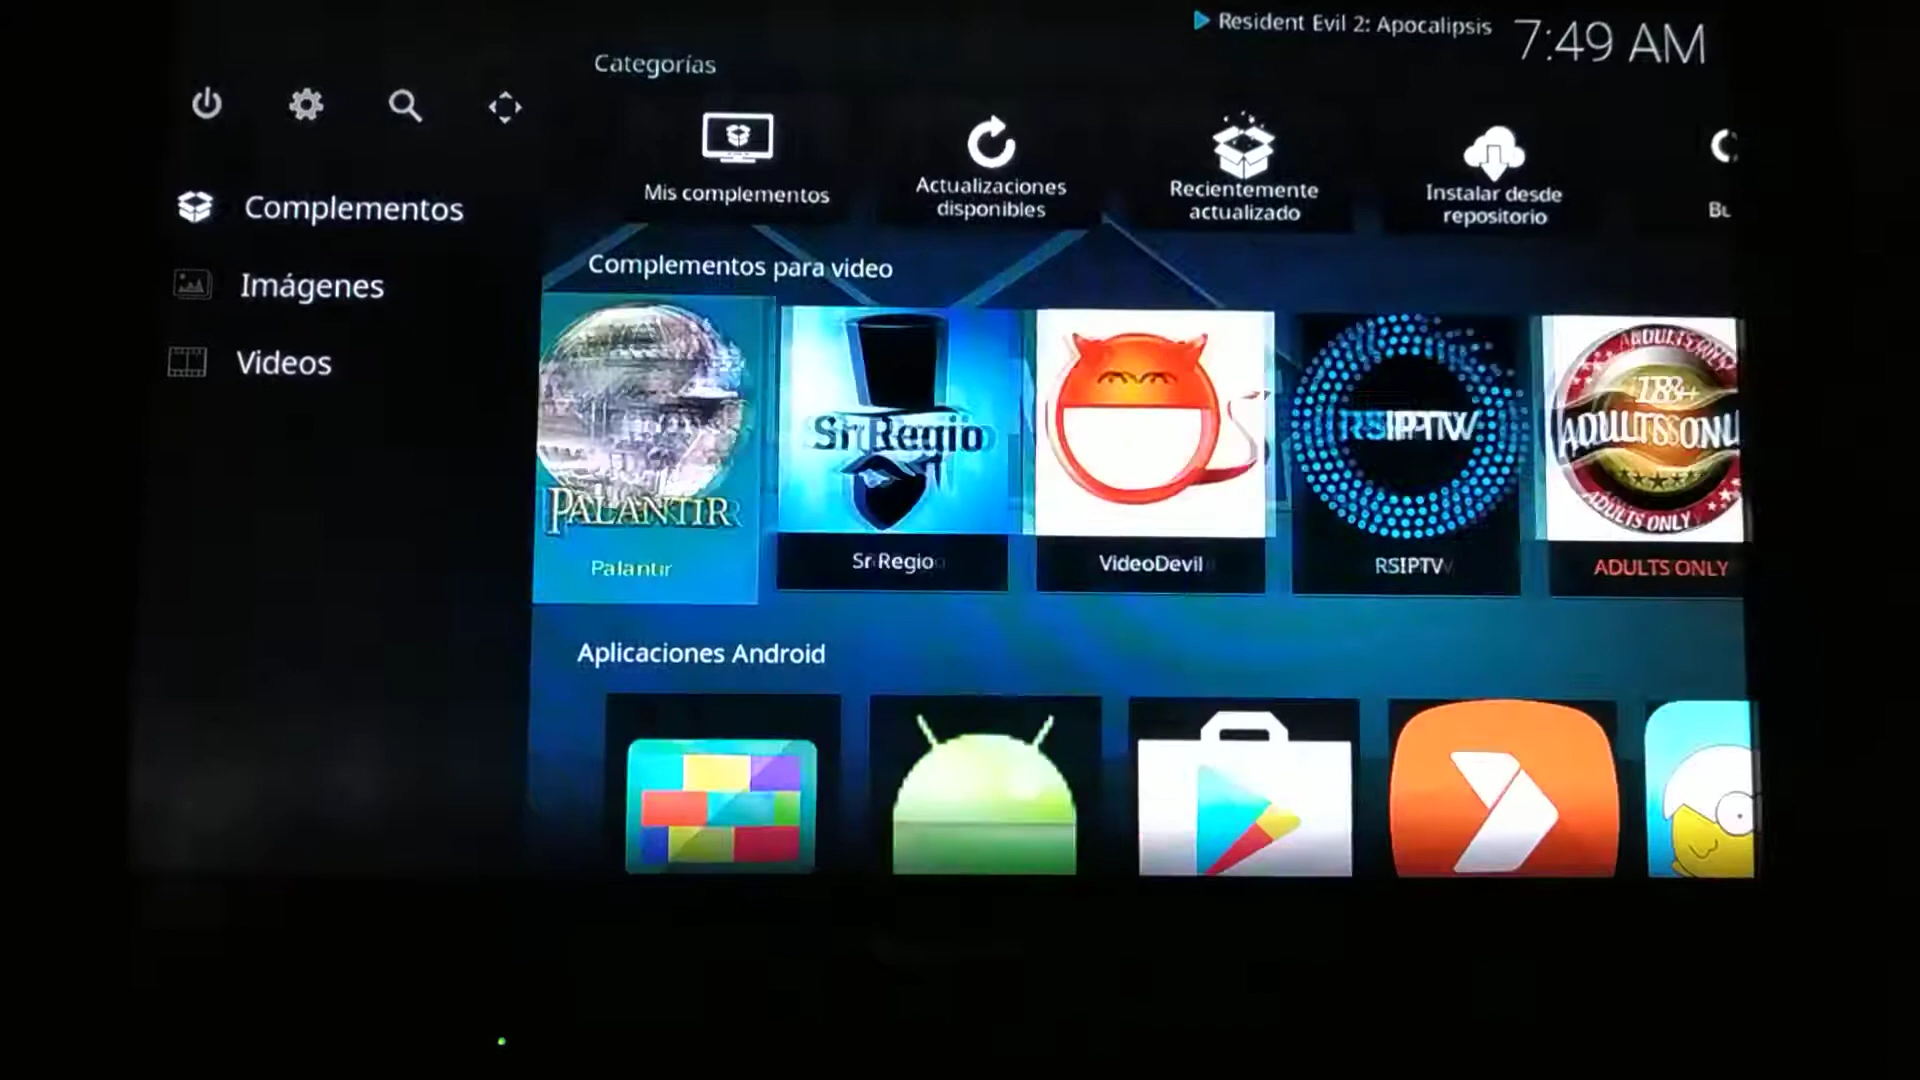 Resident Evil 2: Apocalipsis
7:49 AM
Categorías
Mis complementos
Actualizaciones
disponibles
Recientemente
actualizado
Instalar desde
repositorio
Complementos
Imágenes
Videos
Complementos para video
PALANTIR
Sr Regio
RSIPTV
ADULTS ONLY
ADULTS ONLY
Palantir
Sr Regio
VideoDevil
RSIPTV
ADULTS ONLY
Aplicaciones Android